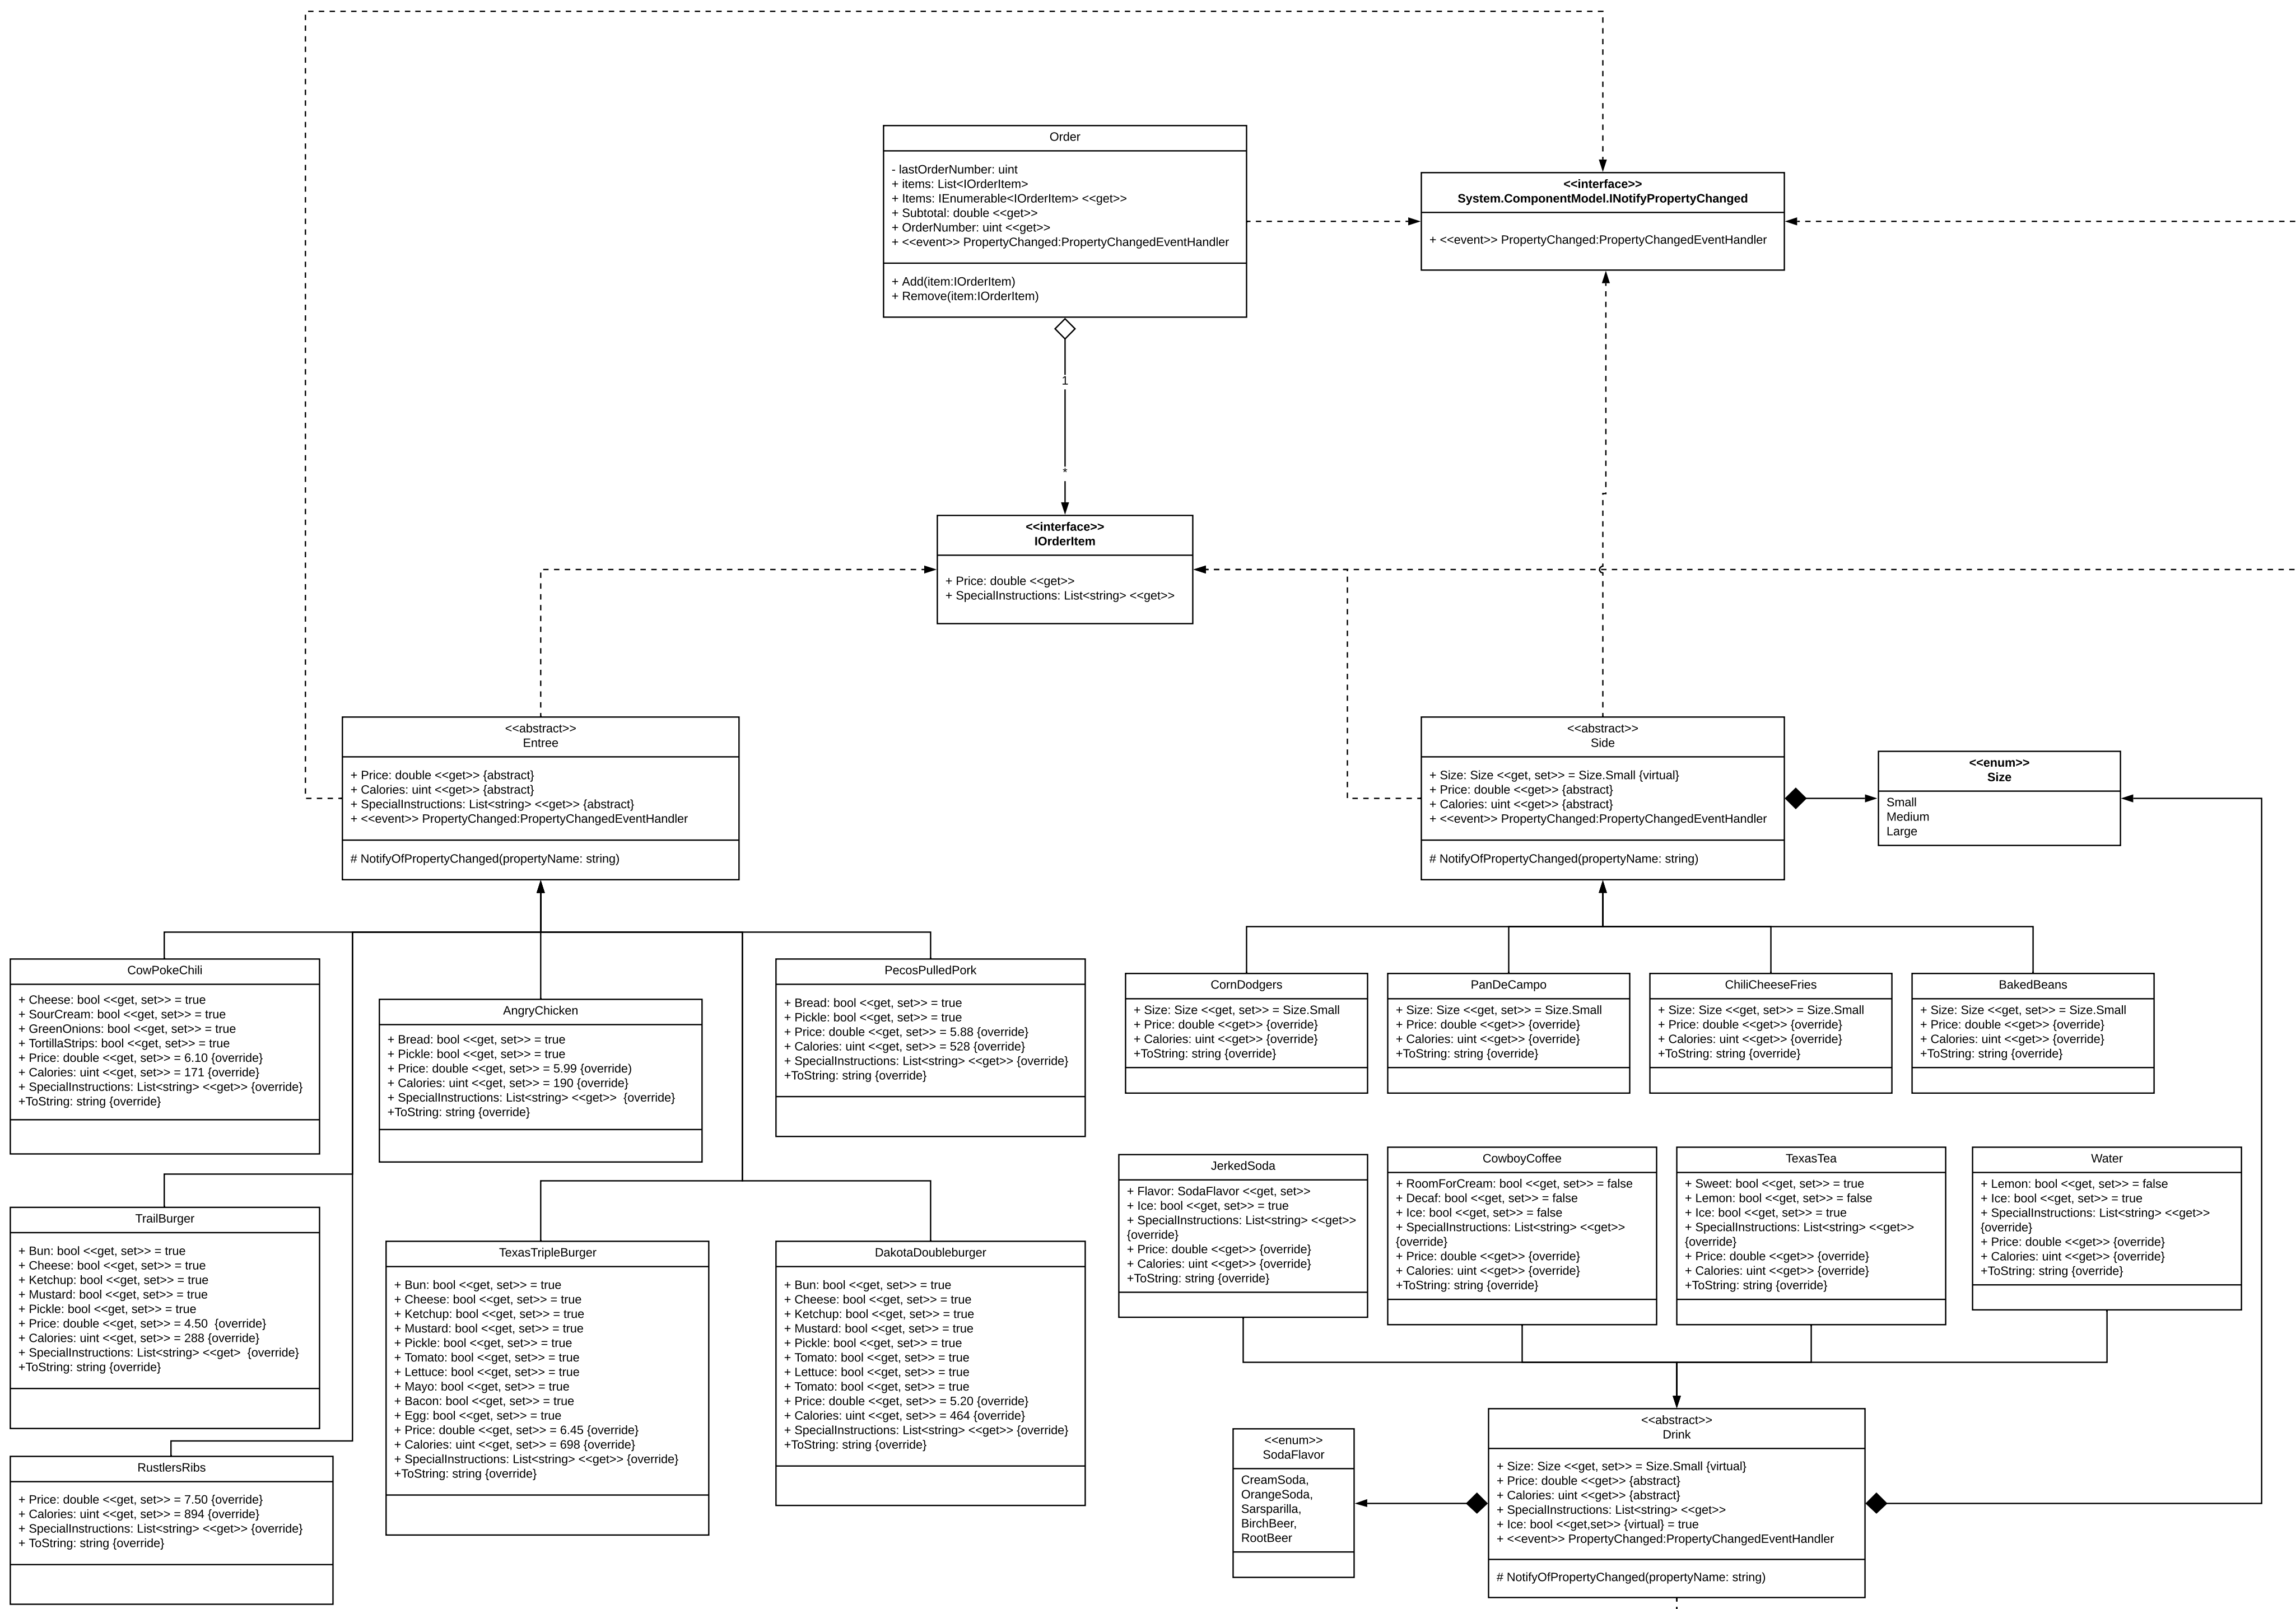 Order
- lastOrderNumber: uint
+ items: List<IOrderItem>
+ Items: IEnumerable<IOrderItem> <<get>>
+ Subtotal: double <<get>>
+ OrderNumber: uint <<get>>
+ <<event>> PropertyChanged:PropertyChangedEventHandler
+ Add(item:IOrderItem)
+ Remove(item:IOrderItem)
<<interface>>
System.ComponentModel.INotifyPropertyChanged
+ <<event>> PropertyChanged:PropertyChangedEventHandler
1
*
<<interface>>
IOrderItem
+ Price: double <<get>>
+ SpecialInstructions: List<string> <<get>>
<<abstract>>
Entree
+ Price: double <<get>> {abstract}
+ Calories: uint <<get>> {abstract}
+ SpecialInstructions: List<string> <<get>> {abstract}
+ <<event>> PropertyChanged:PropertyChangedEventHandler
# NotifyOfPropertyChanged(propertyName: string)
<<abstract>>
Side
+ Size: Size <<get, set>> = Size.Small {virtual}
+ Price: double <<get>> {abstract}
+ Calories: uint <<get>> {abstract}
+ <<event>> PropertyChanged:PropertyChangedEventHandler
# NotifyOfPropertyChanged(propertyName: string)
<<enum>>
Size
Small
Medium
Large
CowPokeChili
+ Cheese: bool <<get, set>> = true
+ SourCream: bool <<get, set>> = true
+ GreenOnions: bool <<get, set>> = true
+ TortillaStrips: bool <<get, set>> = true
+ Price: double <<get, set>> = 6.10 {override}
+ Calories: uint <<get, set>> = 171 {override}
+ SpecialInstructions: List<string> <<get>> {override}
+ToString: string {override}
AngryChicken
+ Bread: bool <<get, set>> = true
+ Pickle: bool <<get, set>> = true
+ Price: double <<get, set>> = 5.99 {override)
+ Calories: uint <<get, set>> = 190 {override}
+ SpecialInstructions: List<string> <<get>>  {override}
+ToString: string {override}
PecosPulledPork
+ Bread: bool <<get, set>> = true
+ Pickle: bool <<get, set>> = true
+ Price: double <<get, set>> = 5.88 {override}
+ Calories: uint <<get, set>> = 528 {override}
+ SpecialInstructions: List<string> <<get>> {override}
+ToString: string {override}
CornDodgers
+ Size: Size <<get, set>> = Size.Small
+ Price: double <<get>> {override}
+ Calories: uint <<get>> {override}
+ToString: string {override}
PanDeCampo
+ Size: Size <<get, set>> = Size.Small
+ Price: double <<get>> {override}
+ Calories: uint <<get>> {override}
+ToString: string {override}
ChiliCheeseFries
+ Size: Size <<get, set>> = Size.Small
+ Price: double <<get>> {override}
+ Calories: uint <<get>> {override}
+ToString: string {override}
BakedBeans
+ Size: Size <<get, set>> = Size.Small
+ Price: double <<get>> {override}
+ Calories: uint <<get>> {override}
+ToString: string {override}
TrailBurger
+ Bun: bool <<get, set>> = true
+ Cheese: bool <<get, set>> = true
+ Ketchup: bool <<get, set>> = true
+ Mustard: bool <<get, set>> = true
+ Pickle: bool <<get, set>> = true
+ Price: double <<get, set>> = 4.50  {override}
+ Calories: uint <<get, set>> = 288 {override}
+ SpecialInstructions: List<string> <<get>  {override}
+ToString: string {override}
TexasTripleBurger
+ Bun: bool <<get, set>> = true
+ Cheese: bool <<get, set>> = true
+ Ketchup: bool <<get, set>> = true
+ Mustard: bool <<get, set>> = true
+ Pickle: bool <<get, set>> = true
+ Tomato: bool <<get, set>> = true
+ Lettuce: bool <<get, set>> = true
+ Mayo: bool <<get, set>> = true
+ Bacon: bool <<get, set>> = true
+ Egg: bool <<get, set>> = true
+ Price: double <<get, set>> = 6.45 {override}
+ Calories: uint <<get, set>> = 698 {override}
+ SpecialInstructions: List<string> <<get>> {override}
+ToString: string {override}
DakotaDoubleburger
+ Bun: bool <<get, set>> = true
+ Cheese: bool <<get, set>> = true
+ Ketchup: bool <<get, set>> = true
+ Mustard: bool <<get, set>> = true
+ Pickle: bool <<get, set>> = true
+ Tomato: bool <<get, set>> = true
+ Lettuce: bool <<get, set>> = true
+ Tomato: bool <<get, set>> = true
+ Price: double <<get, set>> = 5.20 {override}
+ Calories: uint <<get, set>> = 464 {override}
+ SpecialInstructions: List<string> <<get>> {override}
+ToString: string {override}
JerkedSoda
+ Flavor: SodaFlavor <<get, set>>
+ Ice: bool <<get, set>> = true
+ SpecialInstructions: List<string> <<get>>
{override}
+ Price: double <<get>> {override}
+ Calories: uint <<get>> {override}
+ToString: string {override}
CowboyCoffee
+ RoomForCream: bool <<get, set>> = false
+ Decaf: bool <<get, set>> = false
+ Ice: bool <<get, set>> = false
+ SpecialInstructions: List<string> <<get>>
{override}
+ Price: double <<get>> {override}
+ Calories: uint <<get>> {override}
+ToString: string {override}
TexasTea
+ Sweet: bool <<get, set>> = true
+ Lemon: bool <<get, set>> = false
+ Ice: bool <<get, set>> = true
+ SpecialInstructions: List<string> <<get>>
{override}
+ Price: double <<get>> {override}
+ Calories: uint <<get>> {override}
+ToString: string {override}
Water
+ Lemon: bool <<get, set>> = false
+ Ice: bool <<get, set>> = true
+ SpecialInstructions: List<string> <<get>>
{override}
+ Price: double <<get>> {override}
+ Calories: uint <<get>> {override}
+ToString: string {override}
RustlersRibs
+ Price: double <<get, set>> = 7.50 {override}
+ Calories: uint <<get, set>> = 894 {override}
+ SpecialInstructions: List<string> <<get>> {override}
+ ToString: string {override}
<<enum>>
SodaFlavor
CreamSoda,
OrangeSoda,
Sarsparilla,
BirchBeer,
RootBeer
<<abstract>>
Drink
+ Size: Size <<get, set>> = Size.Small {virtual}
+ Price: double <<get>> {abstract}
+ Calories: uint <<get>> {abstract}
+ SpecialInstructions: List<string> <<get>>
+ Ice: bool <<get,set>> {virtual} = true
+ <<event>> PropertyChanged:PropertyChangedEventHandler
# NotifyOfPropertyChanged(propertyName: string)